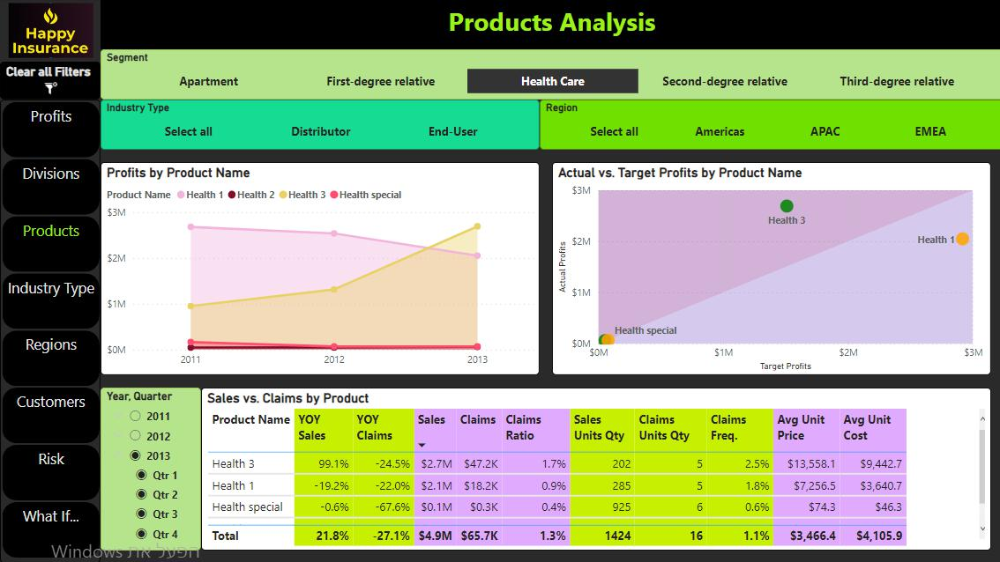 Happy
Insurance
Products Analysis
Clear all Filters
Profits
Divisions
Products
Industry Type
Regions
Customers
Risk
What If...
Segment
Apartment First-degree relative Health Care Second-degree relative Third-degree relative
Industry Type
Select all Distributor End-User
Region
Select all Americas APAC EMEA
Profits by Product Name
Product Name Health 1 Health 2 Health 3 Health special
$3M
$2M
$1M
$0M
2011 2012 2013
Actual vs. Target Profits by Product Name
Actual Profits
$3M
$2M
$1M
$0M
Health 3
Health 1
Health special
$0M $1M $2M $3M
Target Profits
Year, Quarter
2011
2012
2013
Qtr 1
Qtr 2
Qtr 3
Qtr 4
Sales vs. Claims by Product
Product Name YOY Sales YOY Claims Sales Claims Claims Ratio Sales Units Qty Claims Units Qty Claims Freq. Avg Unit Price Avg Unit Cost
Health 3 99.1% -24.5% $2.7M $47.2K 1.7% 202 5 2.5% $13,558.1 $9,442.7
Health 1 -19.2% -22.0% $2.1M $18.2K 0.9% 285 5 1.8% $7,256.5 $3,640.7
Health special -0.6% -67.6% $0.1M $0.3K 0.4% 925 6 0.6% $74.3 $46.3
Total 21.8% -27.1% $4.9M $65.7K 1.3% 1424 16 1.1% $3,466.4 $4,105.9
הפעל את Windows